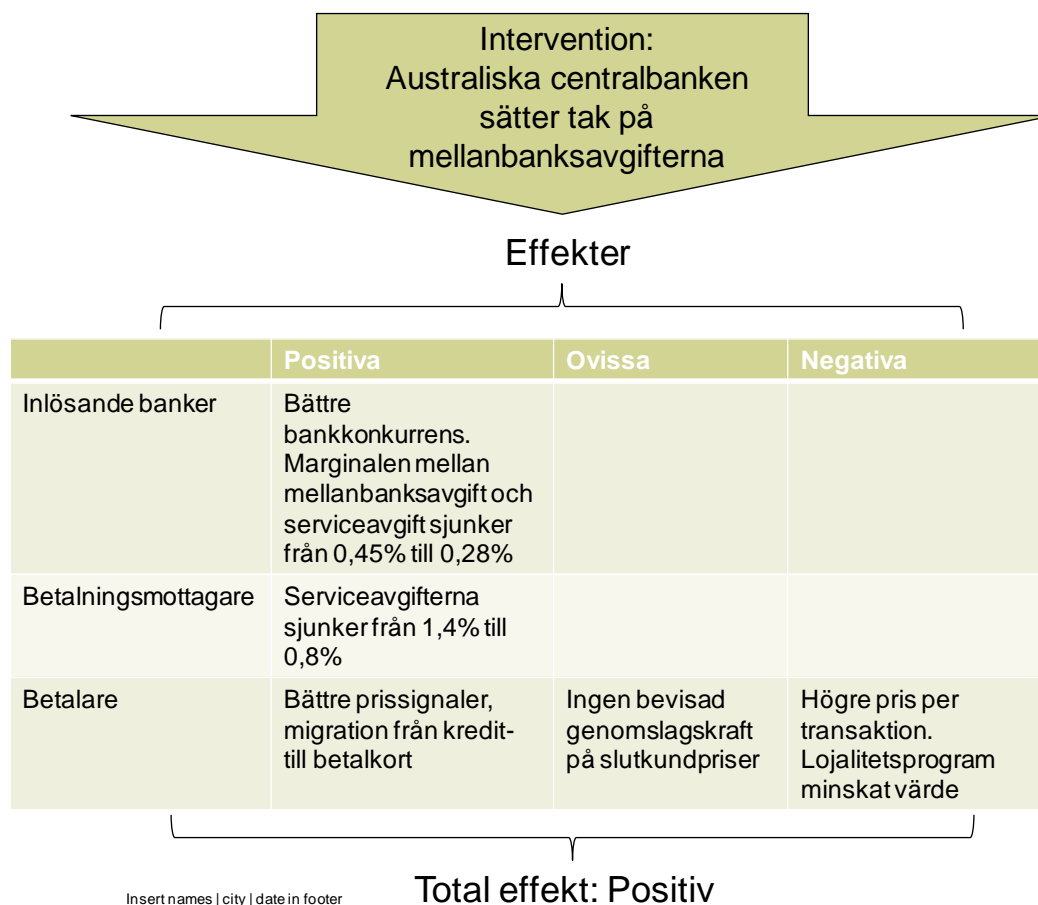 Intervention:
Australiska centralbanken
sätter tak på
mellanbanksavgifterna
Effekter
Positiva
Ovissa
Negativa
Inlösande banker
Bättre
bankkonkurrens.
Marginalen mellan
mellanbanksavgift och
serviceavgift sjunker
från 0,45% till 0,28%
Betalningsmottagare
Serviceavgifterna
sjunker från 1,4% till
0,8%
Betalare
Bättre prissignaler,
migration från kredit-
till betalkort
Ingen bevisad
genomslagskraft
på slutkundpriser
Högre pris per
transaktion.
Lojalitetsprogram
minskat värde
Total effekt: Positiv
Insert names | city | date in footer